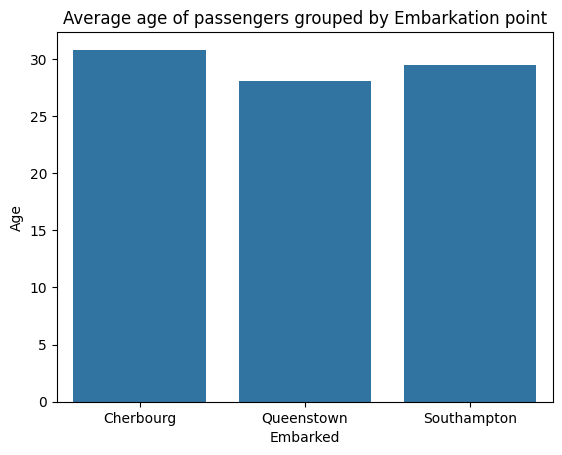 Average age of passengers grouped by Embarkation point
30
25
20
15
10
5
0
Age
Cherbourg Queenstown Southampton
Embarked